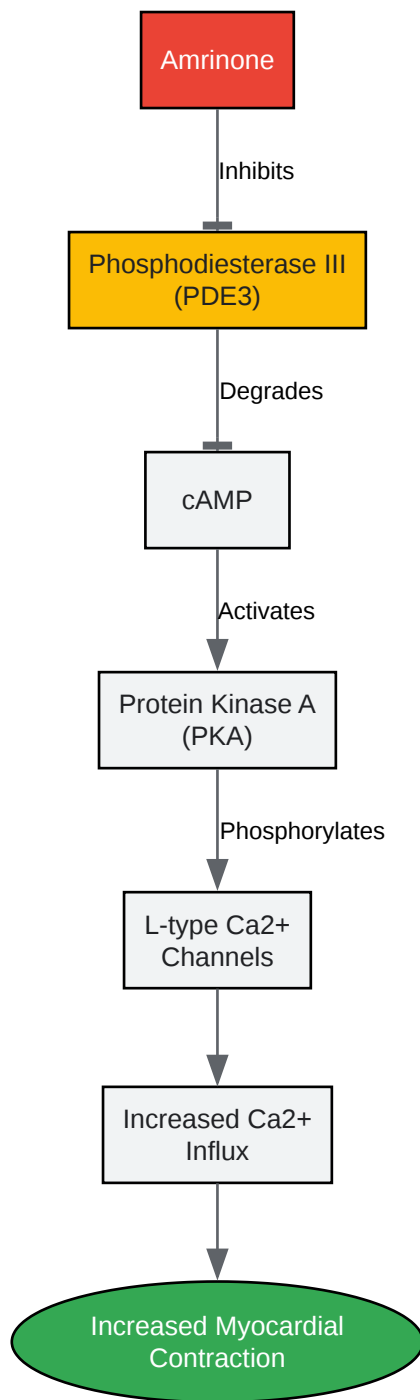 Amrinone
Inhibits
Phosphodiesterase III
(PDE3)
Degrades
cAMP
Activates
Protein Kinase A
(PKA)
Phosphorylates
L-type Ca2+
Channels
Increased Ca2+
Influx
Increased Myocardial
Contraction